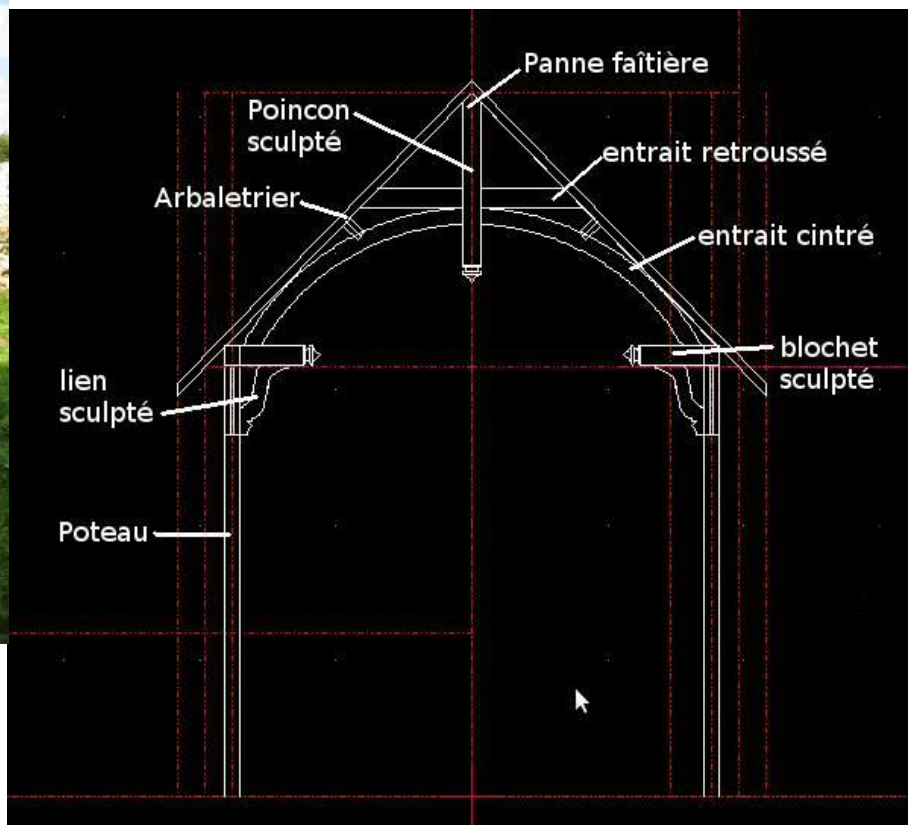 Panne faîtière
Poincon
sculpté
entrait retroussé
Arbaletrier
entrait cintré
blochet
sculpté
lien
sculpté
Poteau